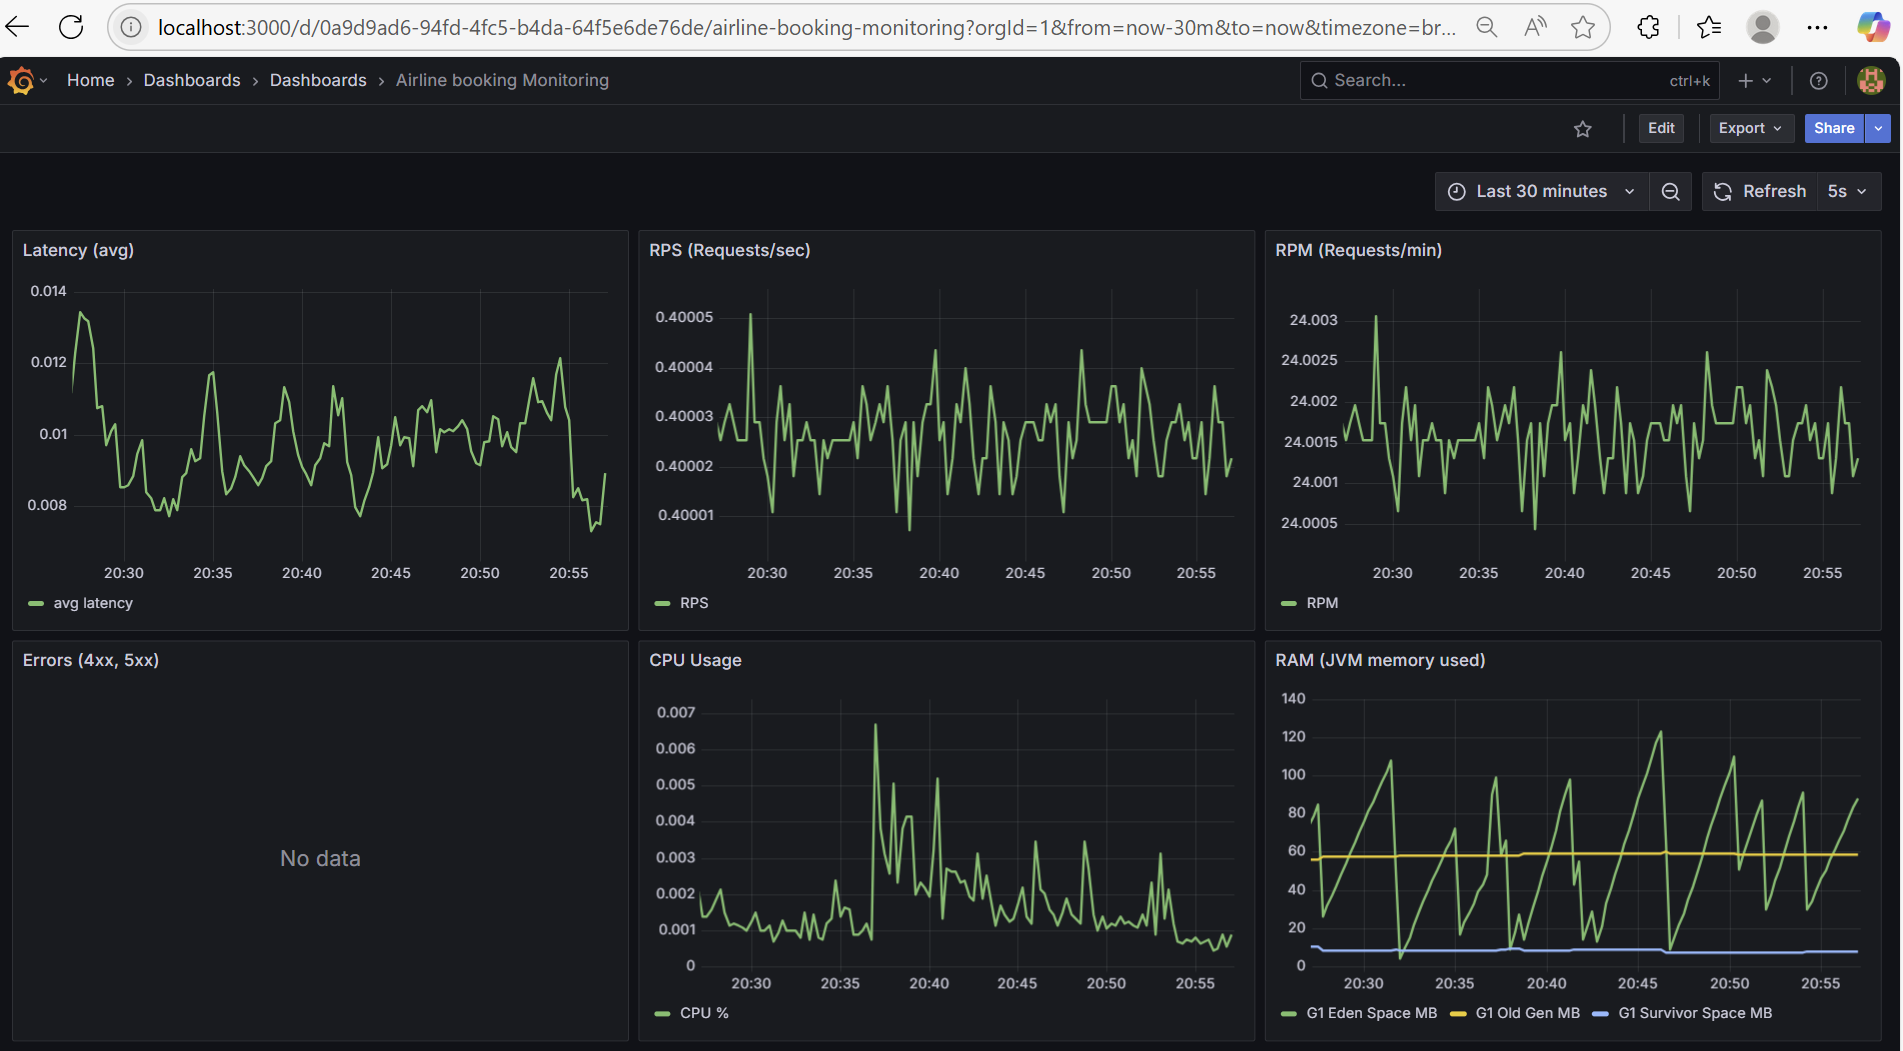 localhost:3000/d/0a9d9ad6-94fd-4fc5-b4da-64f5e6de76de/airline-booking-monitoring?orgId=1&from=now-30m&to=now&timezone=br...
Home › Dashboards › Dashboards › Airline booking Monitoring
Search...
ctrl+k
Edit
Export
Share
Last 30 minutes
Refresh
5s
Latency (avg)
0.014
0.012
0.01
0.008
20:30 20:35 20:40 20:45 20:50 20:55
avg latency
RPS (Requests/sec)
0.40005
0.40004
0.40003
0.40002
0.40001
20:30 20:35 20:40 20:45 20:50 20:55
RPS
RPM (Requests/min)
24.003
24.0025
24.002
24.0015
24.001
24.0005
20:30 20:35 20:40 20:45 20:50 20:55
RPM
Errors (4xx, 5xx)
No data
CPU Usage
0.007
0.006
0.005
0.004
0.003
0.002
0.001
0
20:30 20:35 20:40 20:45 20:50 20:55
CPU %
RAM (JVM memory used)
140
120
100
80
60
40
20
0
20:30 20:35 20:40 20:45 20:50 20:55
G1 Eden Space MB G1 Old Gen MB G1 Survivor Space MB